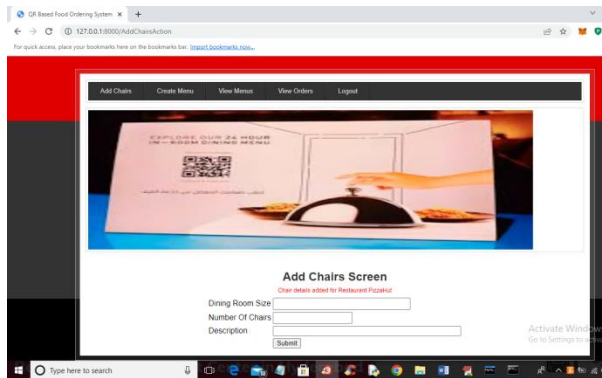 QR Based Food Ordering System
127.0.0.1:8000/AddChairsAction
For quick access, place your bookmarks here on the bookmarks bar. Import bookmarks now...
Add Chairs Create Menu View Menus View Orders Logout
EXPLORE OUR 24 HOUR
IN-ROOM DINING MENU
Add Chairs Screen
Chair details added for Restaurant PizzaHut
Dining Room Size
Number Of Chairs
Description
Submit
Activate Window
Go to Settings to activ
Type here to search